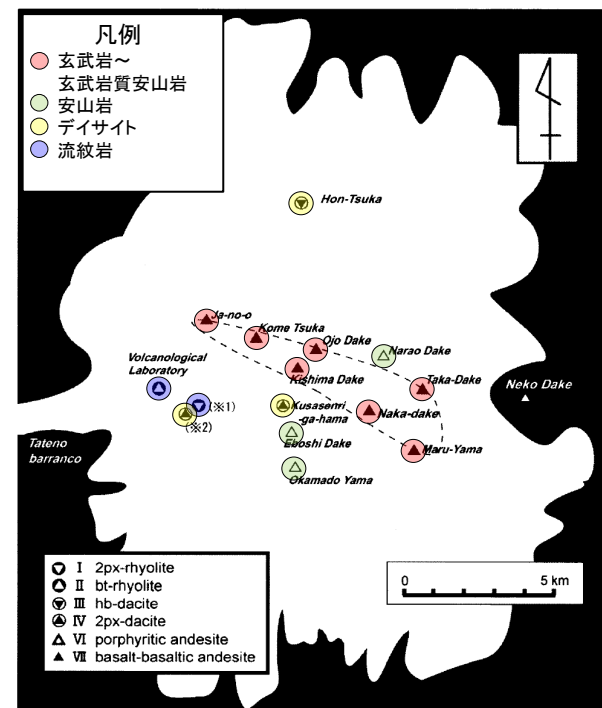 凡例
玄武岩～
玄武岩質安山岩
安山岩
デイサイト
流紋岩
Hon-Tsuka
Ja-no-o
Kome Tsuka
Ojo Dake
Narao Dake
Volcanological
Laboratory
Kishima Dake
Taka-Dake
Neko Dake
(※1)
(※2)
Kusasenri
-ga-hama
Naka-dake
Eboshi Dake
Maru-Yama
Tateno
barranco
Okamado Yama
I 2px-rhyolite
II bt-rhyolite
III hb-dacite
IV 2px-dacite
VI porphyritic andesite
VII basalt-basaltic andesite
0 5 km